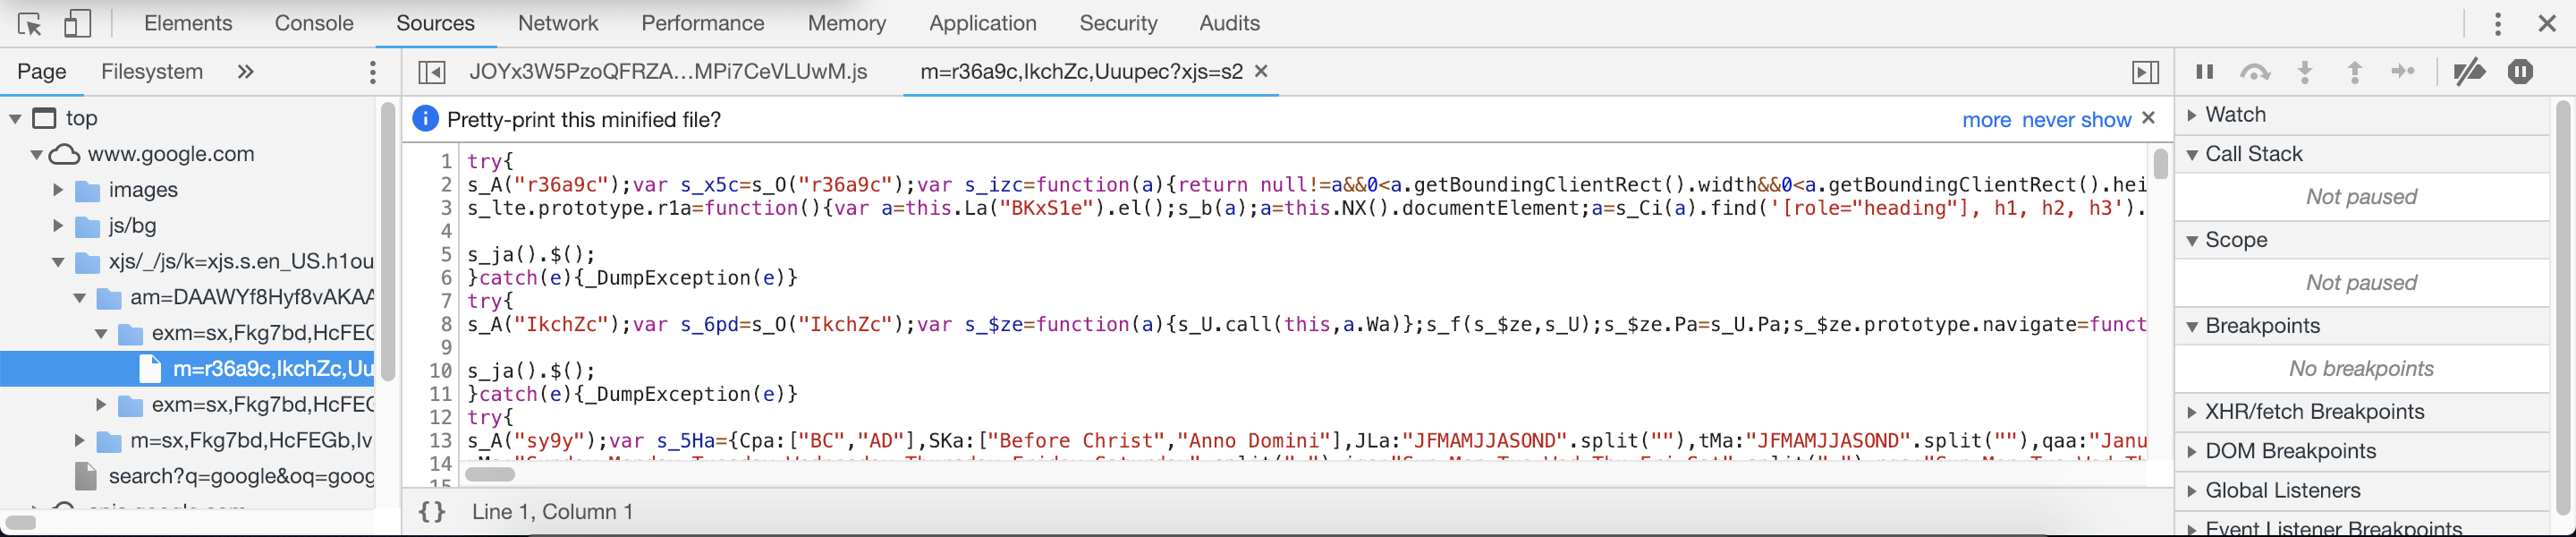 Elements Console Sources Network Performance Memory Application Security Audits
Page Filesystem »
JOYx3W5PzoQFRZA…MPi7CeVLUwM.js m=r36a9c,IkchZc,Uuupec?xjs=s2 ×
top
www.google.com
images
js/bg
xjs/_/js/k=xjs.s.en_US.h1ou
am=DAAWYf8Hyf8vAKAA
exm=sx,Fkg7bd,HcFEG
m=r36a9c,IkchZc,Uu
exm=sx,Fkg7bd,HcFEG
m=sx,Fkg7bd,HcFEGb,Iv
search?q=google&oq=goog
Pretty-print this minified file? more never show ×
1 try{
2 s_A("r36a9c");var s_x5c=s_O("r36a9c");var s_izc=function(a){return null!=a&&0<a.getBoundingClientRect().width&&0<a.getBoundingClientRect().hei
3 s_lte.prototype.r1a=function(){var a=this.La("BKxS1e").el();s_b(a);a=this.NX().documentElement;a=s_Ci(a).find('[role="heading"], h1, h2, h3').
4
5 s_ja().$();
6 }catch(e){_DumpException(e)}
7 try{
8 s_A("IkchZc");var s_6pd=s_O("IkchZc");var s_$ze=function(a){s_U.call(this,a.Wa)};s_f(s_$ze,s_U);s_$ze.Pa=s_U.Pa;s_$ze.prototype.navigate=funct
9
10 s_ja().$();
11 }catch(e){_DumpException(e)}
12 try{
13 s_A("sy9y");var s_5Ha={Cpa:["BC","AD"],SKa:["Before Christ","Anno Domini"],JLa:"JFMAMJJASOND".split(""),tMa:"JFMAMJJASOND".split(""),qaa:"Janu
14
15
{} Line 1, Column 1
Watch
Call Stack
Not paused
Scope
Not paused
Breakpoints
No breakpoints
XHR/fetch Breakpoints
DOM Breakpoints
Global Listeners
Event Listener Breakpoints